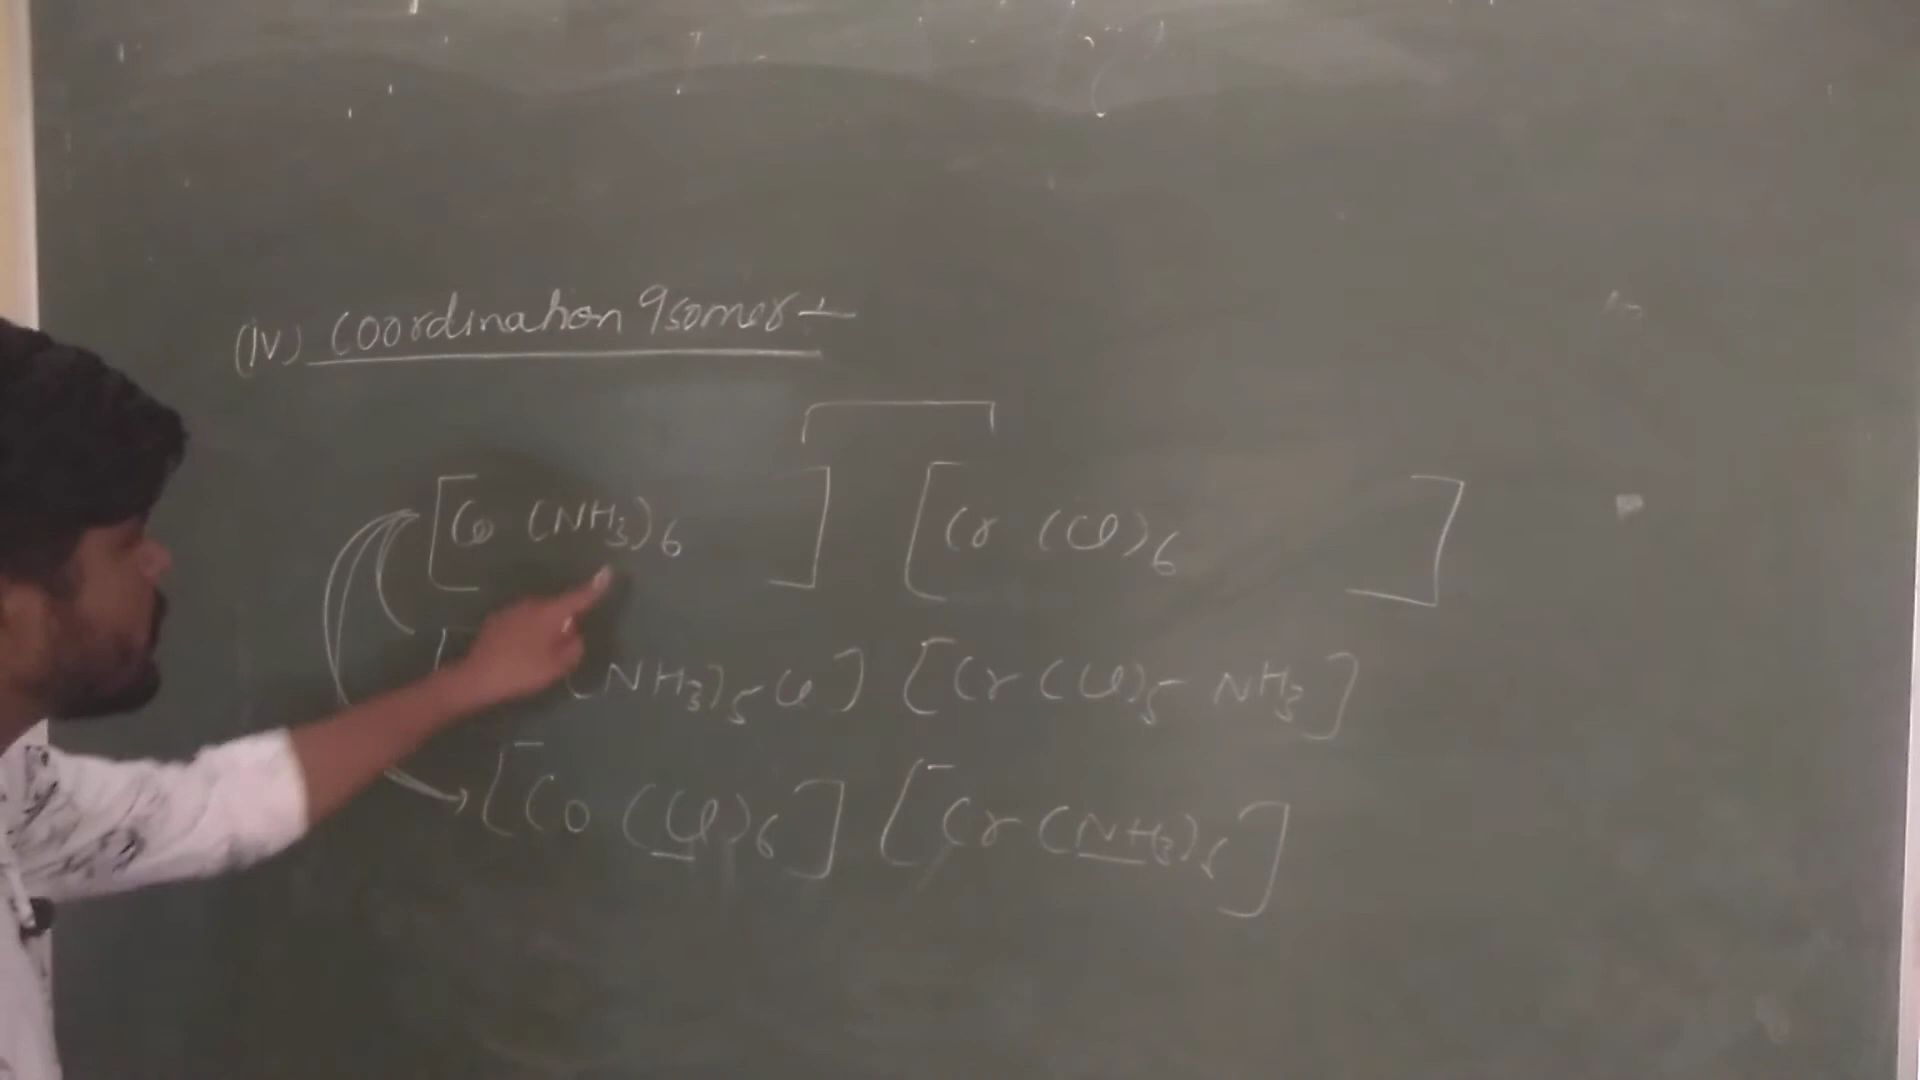 (IV) Coordination Isomer :-
[Co (NH3)6 ] [Cr (Cl)6 ]
[ (NH3)5 Cl] [Cr (Cl)5 NH3]
[Co (Cl)6] [Cr (NH3)6]